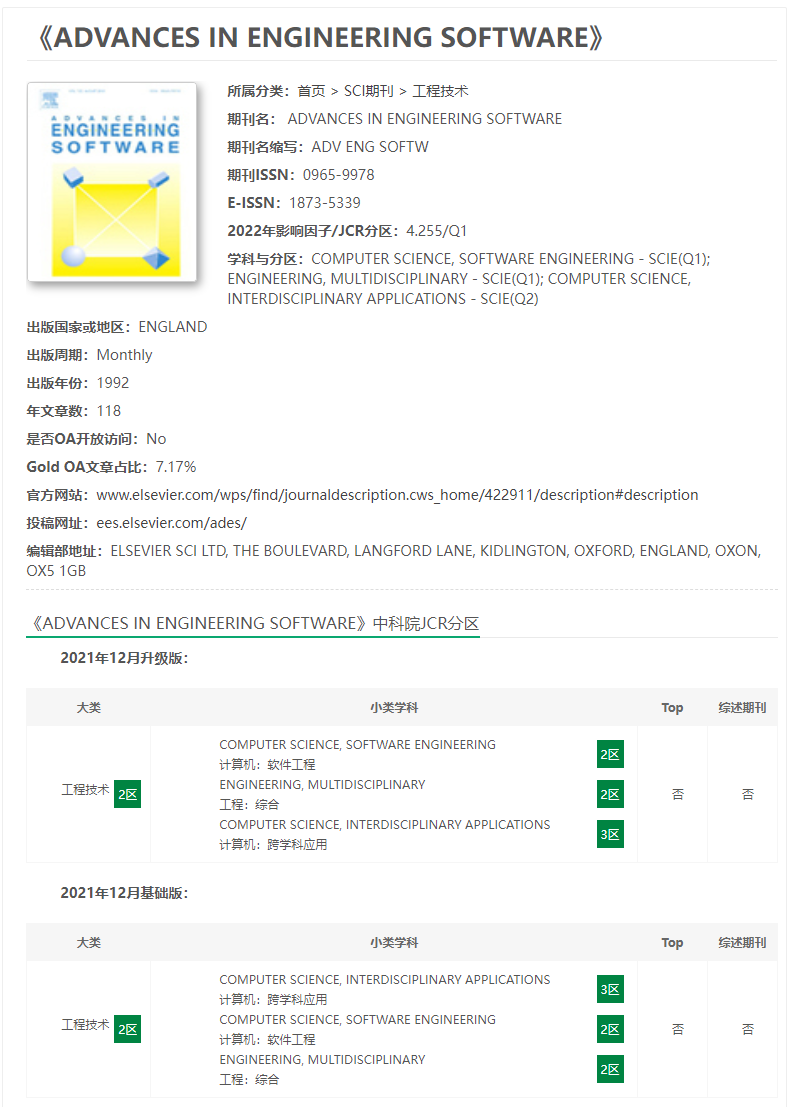 《ADVANCES IN ENGINEERING SOFTWARE》
ADVANCES IN
ENGINEERING
SOFTWARE
所属分类：首页 > SCI期刊 > 工程技术
期刊名： ADVANCES IN ENGINEERING SOFTWARE
期刊名缩写：ADV ENG SOFTW
期刊ISSN：0965-9978
E-ISSN：1873-5339
2022年影响因子/JCR分区：4.255/Q1
学科与分区：COMPUTER SCIENCE, SOFTWARE ENGINEERING - SCIE(Q1);
ENGINEERING, MULTIDISCIPLINARY - SCIE(Q1); COMPUTER SCIENCE,
INTERDISCIPLINARY APPLICATIONS - SCIE(Q2)
出版国家或地区：ENGLAND
出版周期：Monthly
出版年份：1992
年文章数：118
是否OA开放访问：No
Gold OA文章占比：7.17%
官方网站：www.elsevier.com/wps/find/journaldescription.cws_home/422911/description#description
投稿网址：ees.elsevier.com/ades/
编辑部地址：ELSEVIER SCI LTD, THE BOULEVARD, LANGFORD LANE, KIDLINGTON, OXFORD, ENGLAND, OXON,
OX5 1GB
《ADVANCES IN ENGINEERING SOFTWARE》中科院JCR分区
2021年12月升级版：
大类 小类学科 Top 综述期刊
COMPUTER SCIENCE, SOFTWARE ENGINEERING
计算机：软件工程 2区
ENGINEERING, MULTIDISCIPLINARY
工程技术 2区 工程：综合 2区 否 否
COMPUTER SCIENCE, INTERDISCIPLINARY APPLICATIONS
计算机：跨学科应用 3区
2021年12月基础版：
大类 小类学科 Top 综述期刊
COMPUTER SCIENCE, INTERDISCIPLINARY APPLICATIONS
计算机：跨学科应用 3区
COMPUTER SCIENCE, SOFTWARE ENGINEERING
工程技术 2区 计算机：软件工程 2区 否 否
ENGINEERING, MULTIDISCIPLINARY
工程：综合 2区